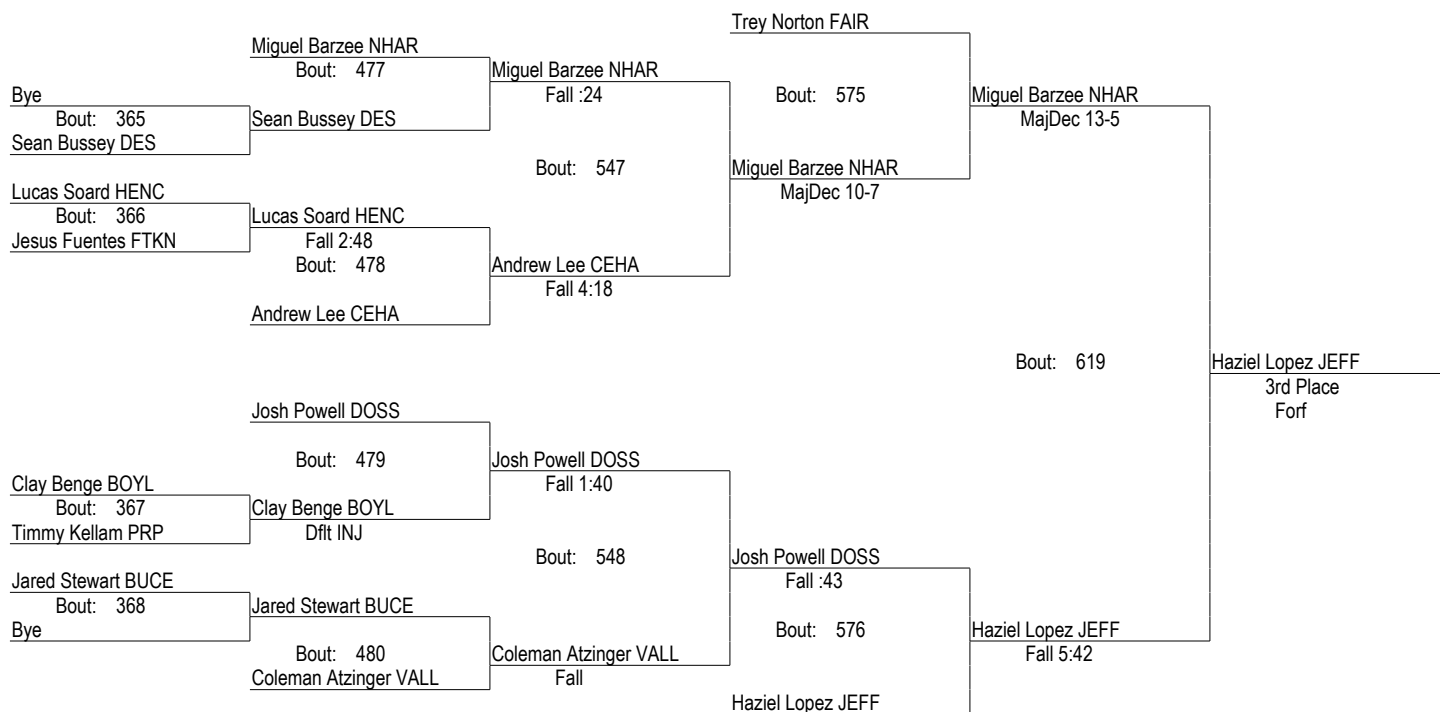 Trey Norton FAIR
Miguel Barzee NHAR
Bout: 477
Miguel Barzee NHAR
Bye
Fall :24
Bout: 575
Miguel Barzee NHAR
Bout: 365
Sean Bussey DES
MajDec 13-5
Sean Bussey DES
Bout: 547
Miguel Barzee NHAR
Lucas Soard HENC
MajDec 10-7
Bout: 366
Lucas Soard HENC
Jesus Fuentes FTKN
Fall 2:48
Bout: 478
Andrew Lee CEHA
Fall 4:18
Andrew Lee CEHA
Bout: 619
Haziel Lopez JEFF
3rd Place
Forf
Josh Powell DOSS
Bout: 479
Josh Powell DOSS
Clay Benge BOYL
Fall 1:40
Bout: 367
Clay Benge BOYL
Timmy Kellam PRP
Dflt INJ
Bout: 548
Josh Powell DOSS
Jared Stewart BUCE
Fall :43
Bout: 368
Jared Stewart BUCE
Bye
Bout: 576
Haziel Lopez JEFF
Bout: 480
Coleman Atzinger VALL
Fall 5:42
Coleman Atzinger VALL
Fall
Haziel Lopez JEFF